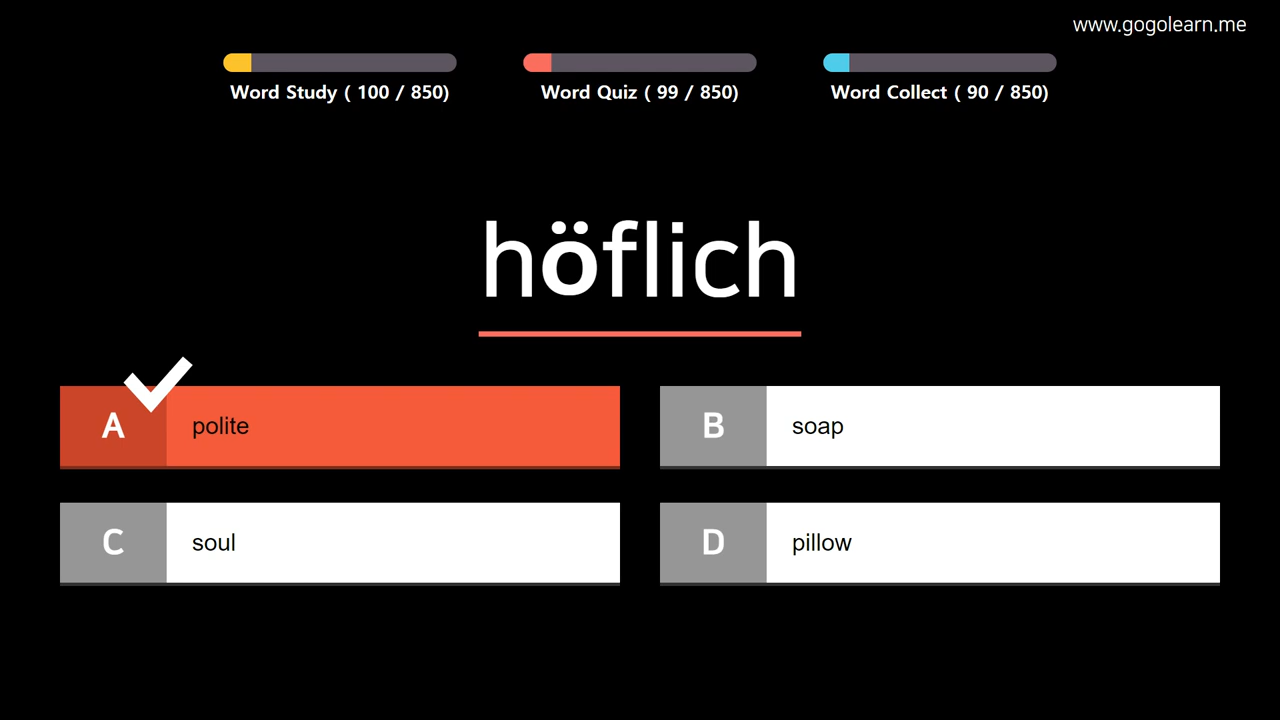 www.gogolearn.me
Word Study ( 100 / 850)
Word Quiz ( 99 / 850)
Word Collect ( 90 / 850)
höflich
A polite
B soap
C soul
D pillow